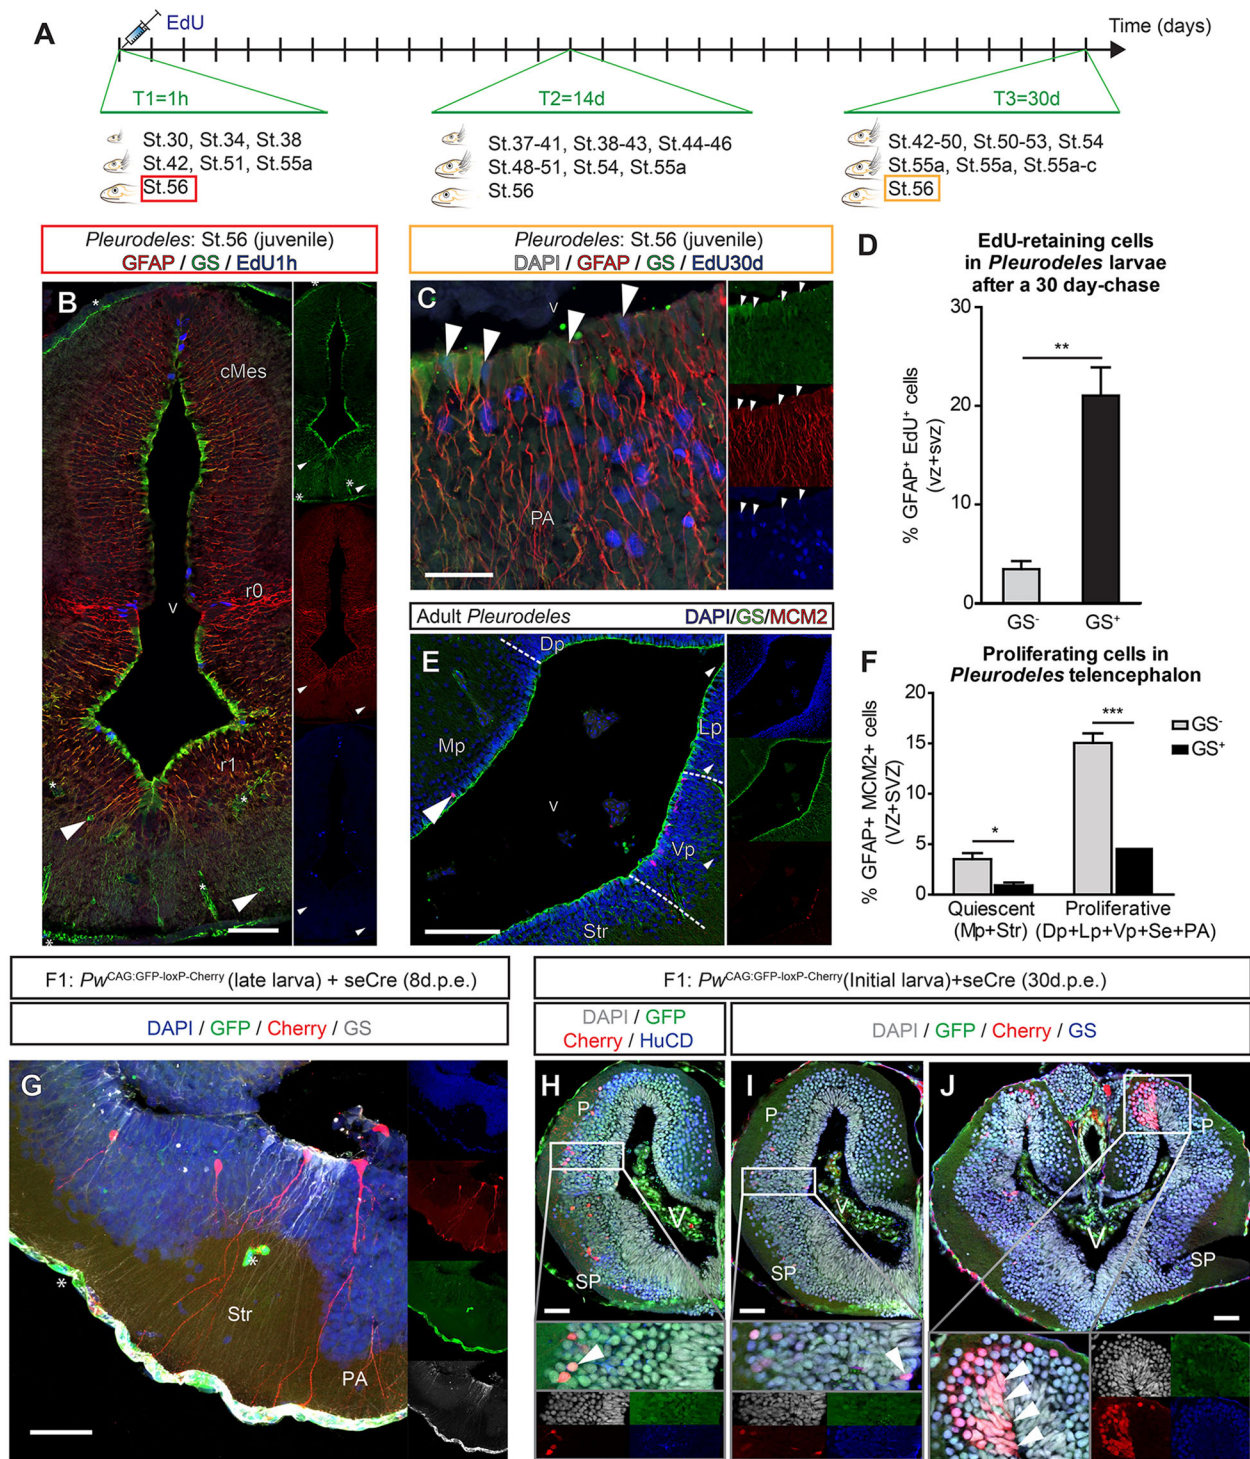 A
EdU
Time (days)
T1=1h
T2=14d
T3=30d
St.30, St.34, St.38
St.42, St.51, St.55a
St.56
St.37-41, St.38-43, St.44-46
St.48-51, St.54, St.55a
St.56
St.42-50, St.50-53, St.54
St.55a, St.55a, St.55a-c
St.56
Pleurodeles: St.56 (juvenile)
GFAP / GS / EdU1h
B
*
cMes
r0
v
r1
*
*
*
*
*
*
*
Pleurodeles: St.56 (juvenile)
DAPI / GFAP / GS / EdU30d
C
v
PA
D
EdU-retaining cells
in Pleurodeles larvae
after a 30 day-chase
% GFAP⁺ EdU⁺ cells
(vz+svz)
30
20
10
0
**
GS⁻
GS⁺
Adult Pleurodeles
DAPI/GS/MCM2
E
Dp
Mp
Lp
v
Vp
Str
F
Proliferating cells in
Pleurodeles telencephalon
% GFAP+ MCM2+ cells
(VZ+SVZ)
20
15
10
5
0
*
***
GS⁻
GS⁺
Quiescent
(Mp+Str)
Proliferative
(Dp+Lp+Vp+Se+PA)
F1: Pw^CAG:GFP-loxP-Cherry (late larva) + seCre (8d.p.e.)
DAPI / GFP / Cherry / GS
G
*
*
Str
PA
F1: Pw^CAG:GFP-loxP-Cherry(Initial larva)+seCre (30d.p.e.)
DAPI / GFP
Cherry / HuCD
DAPI / GFP / Cherry / GS
H
P
V
SP
I
P
V
SP
J
P
V
SP